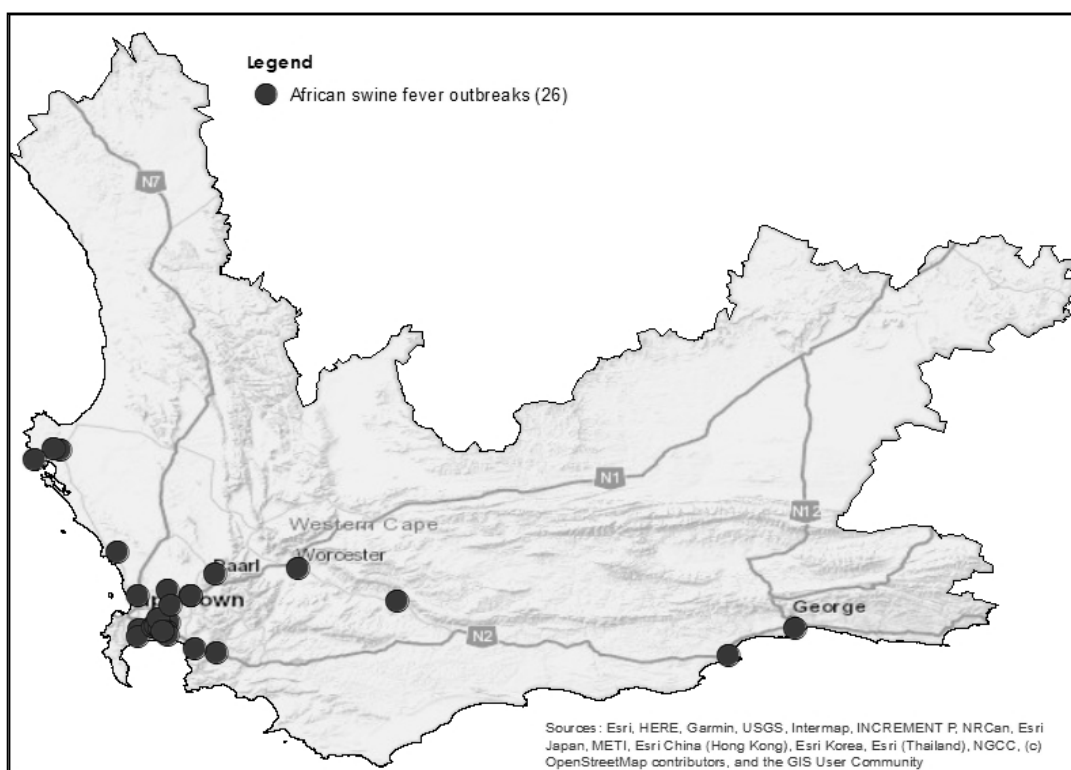 Legend
African swine fever outbreaks (26)
N7
N1
Western Cape
N12
Worcester
Paarl
Town
George
N2
Sources: Esri, HERE, Garmin, USGS, Intermap, INCREMENT P, NRCan, Esri
Japan, METI, Esri China (Hong Kong), Esri Korea, Esri (Thailand), NGCC, (c)
OpenStreetMap contributors, and the GIS User Community